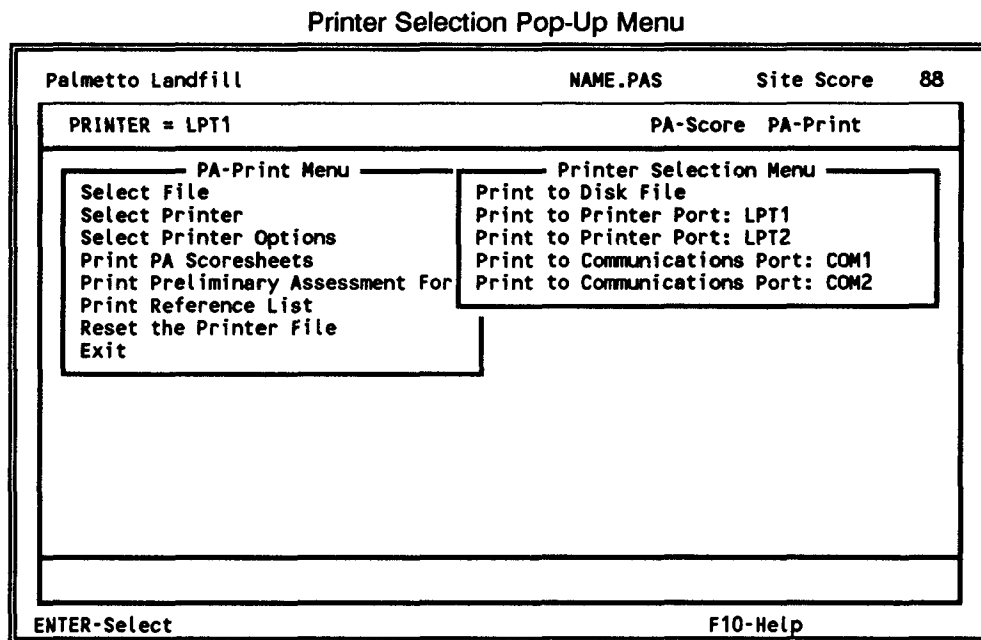 Printer Selection Pop-Up Menu
Palmetto Landfill NAME.PAS Site Score 88
PRINTER = LPT1 PA-Score PA-Print
PA-Print Menu
Select File
Select Printer
Select Printer Options
Print PA Scoresheets
Print Preliminary Assessment For
Print Reference List
Reset the Printer File
Exit
Printer Selection Menu
Print to Disk File
Print to Printer Port: LPT1
Print to Printer Port: LPT2
Print to Communications Port: COM1
Print to Communications Port: COM2
ENTER-Select F10-Help